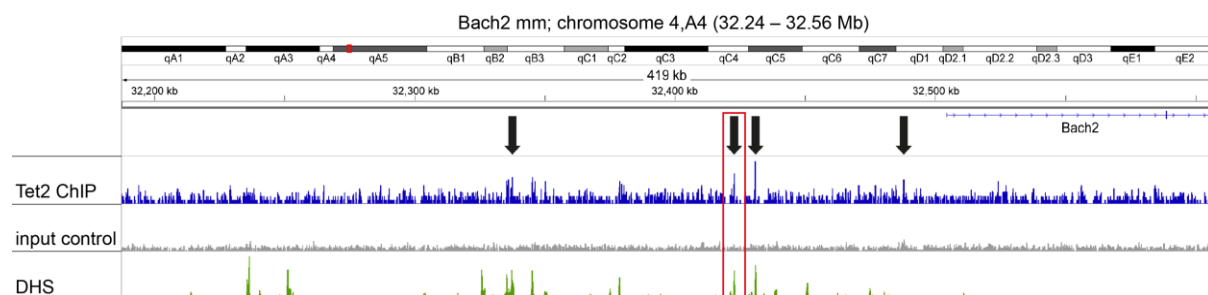 Bach2 mm; chromosome 4,A4 (32.24 – 32.56 Mb)
qA1 qA2 qA3 qA4 qA5 qB1 qB2 qB3 qC1 qC2 qC3 qC4 qC5 qC6 qC7 qD1 qD2.1 qD2.2 qD2.3 qD3 qE1 qE2
419 kb
32,200 kb 32,300 kb 32,400 kb 32,500 kb
Bach2
Tet2 ChIP
input control
DHS